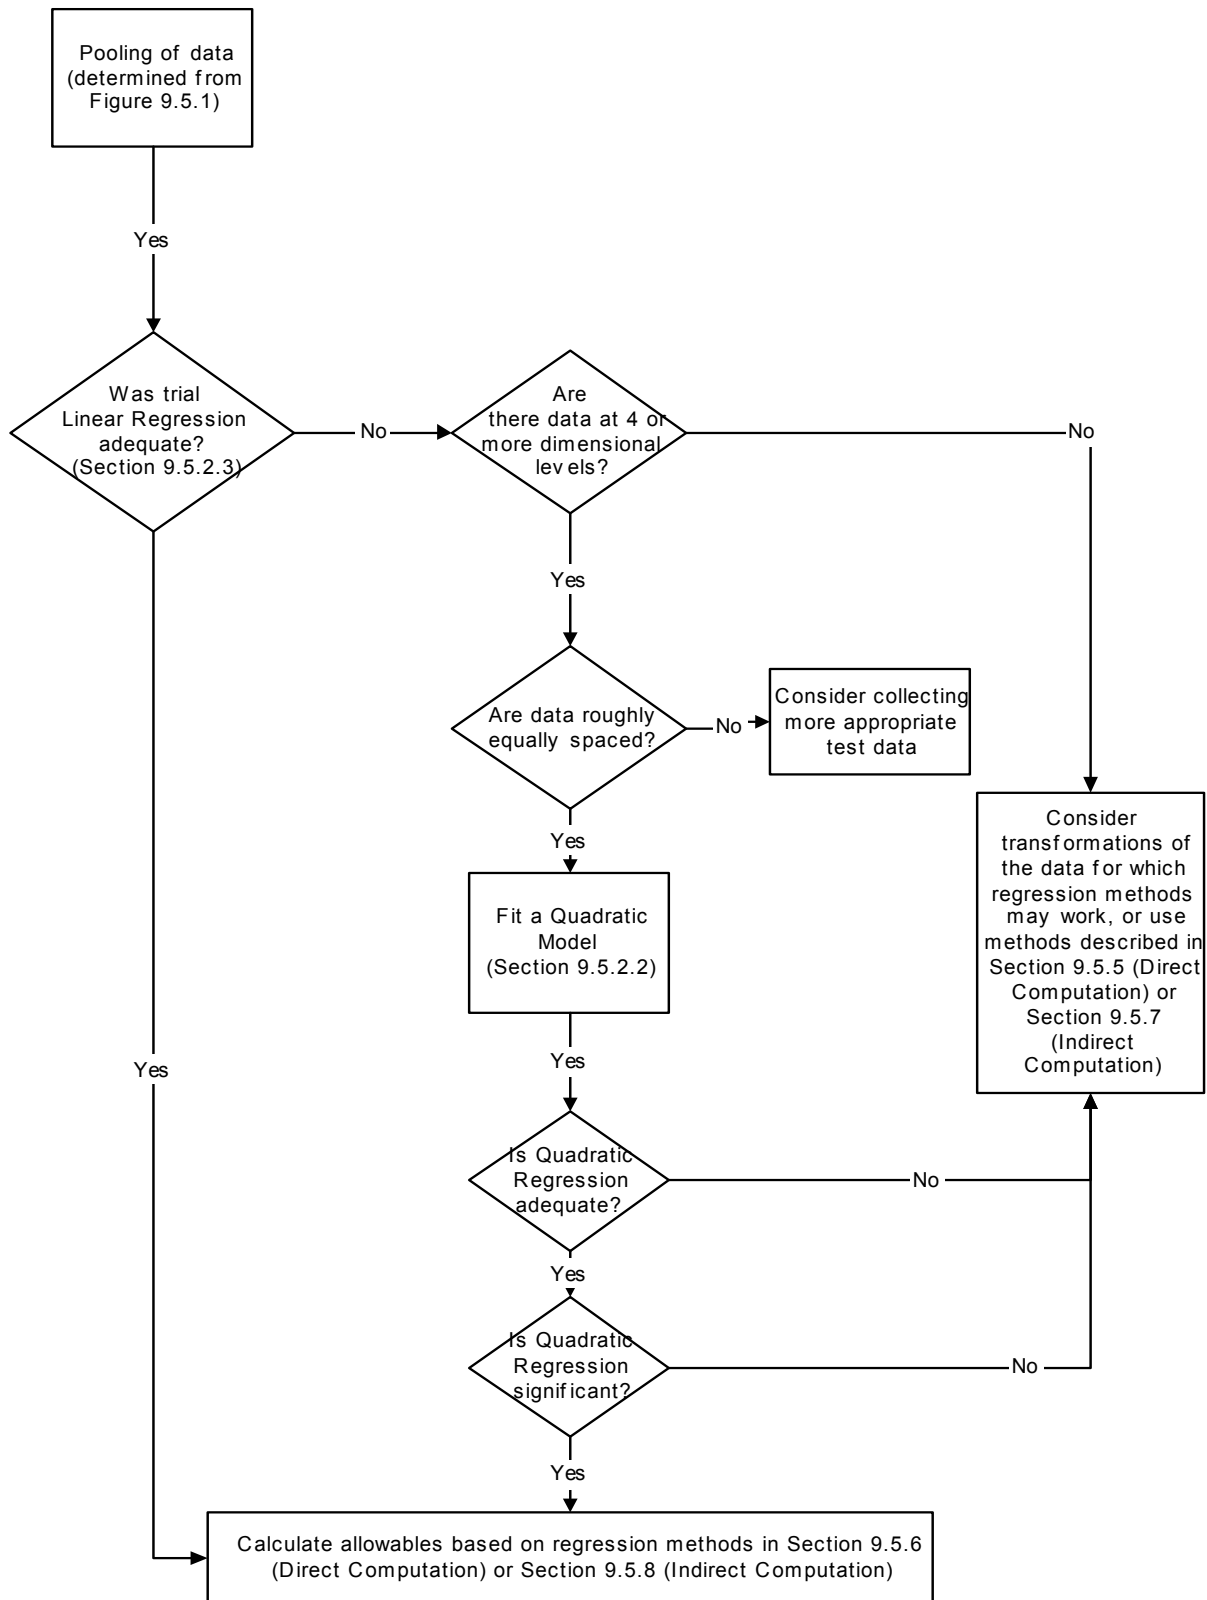 Pooling of data
(determined from
Figure 9.5.1)
Yes
Was trial
Linear Regression
adequate?
(Section 9.5.2.3)
No
Are
there data at 4 or
more dimensional
levels?
No
Yes
Are data roughly
equally spaced?
No
Consider collecting
more appropriate
test data
Yes
Consider
transformations of
the data for which
regression methods
may work, or use
methods described in
Section 9.5.5 (Direct
Computation) or
Section 9.5.7
(Indirect
Computation)
Fit a Quadratic
Model
(Section 9.5.2.2)
Yes
Yes
Is Quadratic
Regression
adequate?
No
Yes
Is Quadratic
Regression
significant?
No
Yes
Calculate allowables based on regression methods in Section 9.5.6
(Direct Computation) or Section 9.5.8 (Indirect Computation)